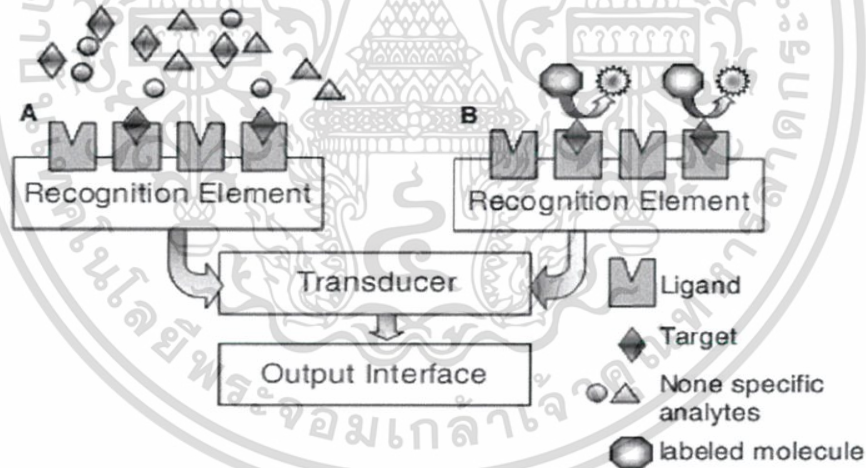 A
B
Recognition Element
Recognition Element
Transducer
Ligand
Target
Output Interface
None specific
analytes
labeled molecule